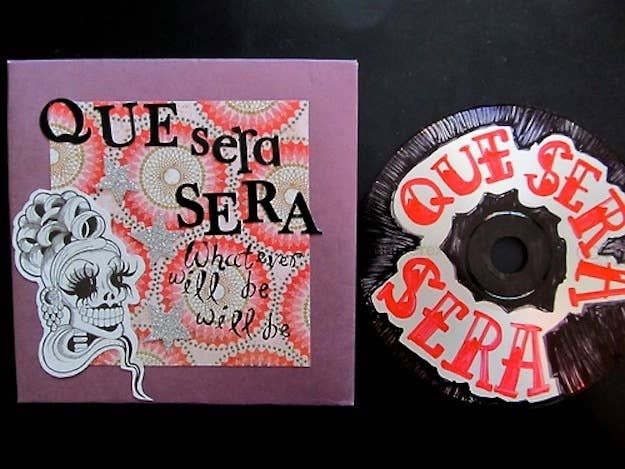 QUE sera
SERA
Whatever
will be
will be
QUE SERA
SERA